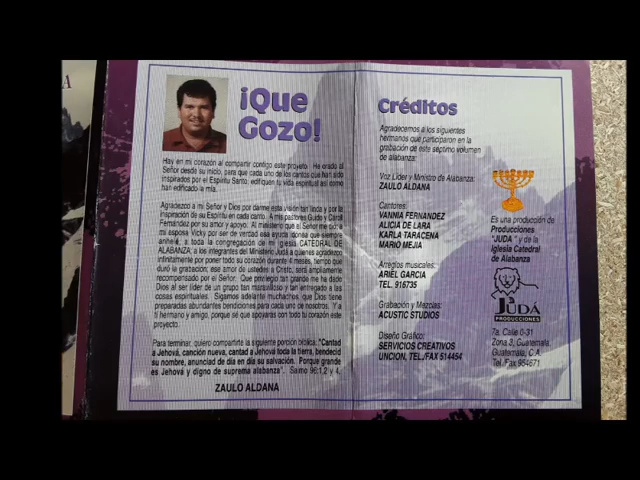 ¡Que
Gozo!
Hay en mi corazón al compartir contigo este proyecto. He orado al
Señor desde su inicio, para que cada uno de los cantos que han sido
inspirados por el Espíritu Santo, edifiquen tu vida espiritual así como
han edificado la mía.
Agradezco a mi Señor y Dios por darme esta visión tan linda y por la
inspiración de su Espíritu en cada canto. A mis pastores Guido y Caroll
Fernández por su amor y apoyo. Al ministerio que al Señor me dió: a
mi esposa Vicky por ser de verdad esa ayuda idónea que siempre
anhelé, a toda la congregación de mi iglesia CATEDRAL DE
ALABANZA; a los integrantes del Ministerio Judá a quienes agradezco
infinitamente por poner todo su corazón durante 4 meses, tiempo que
duró la grabación; ese amor de ustedes a Cristo, será ampliamente
recompensado por el Señor. Que privilegio tan grande me ha dado
Dios al ser líder de un grupo tan maravilloso y tan entregado a las
cosas espirituales. Sigamos adelante muchachos, que Dios tiene
preparadas abundantes bendiciones para cada uno de nosotros. Y a
ti hermano y amigo, porque sé que apoyarás con todo tu corazón este
proyecto.
Para terminar, quiero compartirte la siguiente porción bíblica: "Cantad
a Jehová, canción nueva, cantad a Jehová toda la tierra, bendecid
su nombre, anunciad de día en día su salvación. Porque grande
es Jehová y digno de suprema alabanza". Salmo 96:1,2 y 4.
ZAULO ALDANA
Créditos
Agradecemos a los siguientes
hermanos que participaron en la
grabación de este séptimo volumen
de alabanza:
Voz Líder y Ministro de Alabanza:
ZAULO ALDANA
Cantores:
VANNIA FERNANDEZ
ALICIA DE LARA
KARLA TARACENA
MARIO MEJIA
Arreglos musicales:
ARIEL GARCIA
TEL. 916735
Grabación y Mezclas:
ACUSTIC STUDIOS
Diseño Gráfico:
SERVICIOS CREATIVOS
UNCION, TEL./FAX 514454
Es una producción de
Producciones
"JUDA" y de la
Iglesia Catedral
de Alabanza
JUDÁ
PRODUCCIONES
7a. Calle 0-31
Zona 3, Guatemala,
Guatemala, C.A.
Tel./Fax 954671